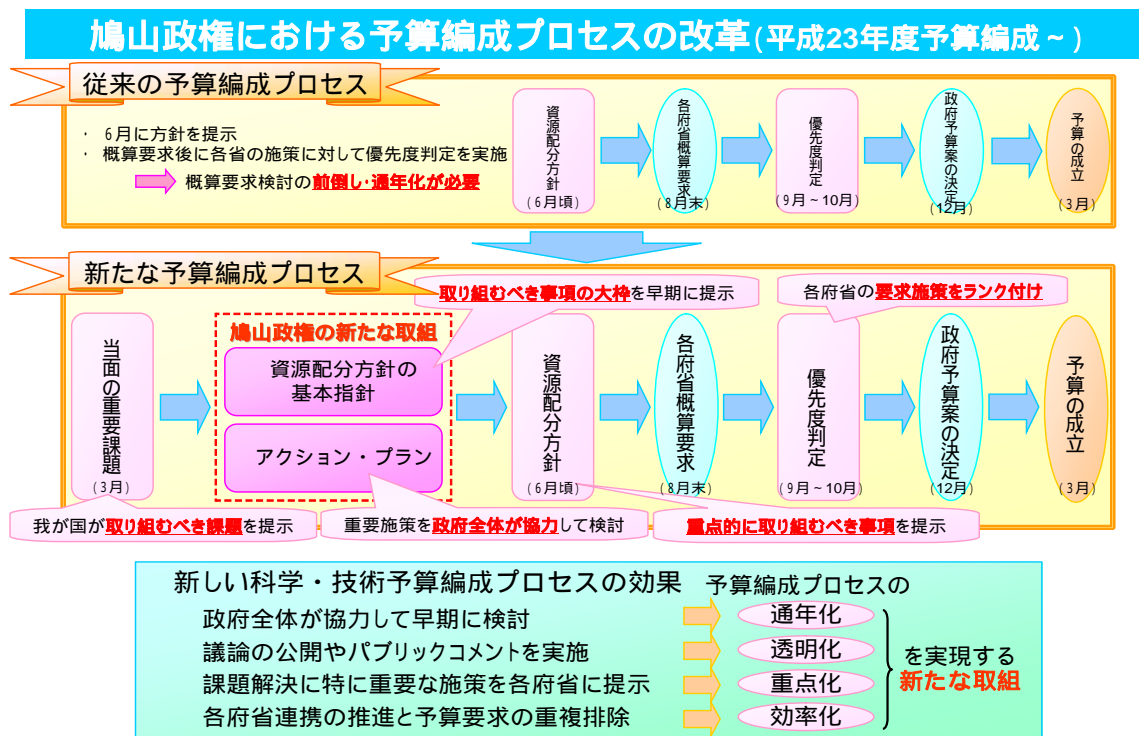 鳩山政権における予算編成プロセスの改革(平成23年度予算編成～)
従来の予算編成プロセス
・ 6月に方針を提示
・ 概算要求後に各省の施策に対して優先度判定を実施
概算要求検討の前倒し・通年化が必要
資源配分方針
(6月頃)
各府省概算要求
(8月末)
優先度判定
(9月～10月)
政府予算案の決定
(12月)
予算の成立
(3月)
新たな予算編成プロセス
取り組むべき事項の大枠を早期に提示
各府省の要求施策をランク付け
当面の重要課題
(3月)
鳩山政権の新たな取組
資源配分方針の
基本指針
アクション・プラン
資源配分方針
(6月頃)
各府省概算要求
(8月末)
優先度判定
(9月～10月)
政府予算案の決定
(12月)
予算の成立
(3月)
我が国が取り組むべき課題を提示
重要施策を政府全体が協力して検討
重点的に取り組むべき事項を提示
新しい科学・技術予算編成プロセスの効果 予算編成プロセスの
政府全体が協力して早期に検討 通年化
議論の公開やパブリックコメントを実施 透明化
課題解決に特に重要な施策を各府省に提示 重点化
各府省連携の推進と予算要求の重複排除 効率化
を実現する
新たな取組